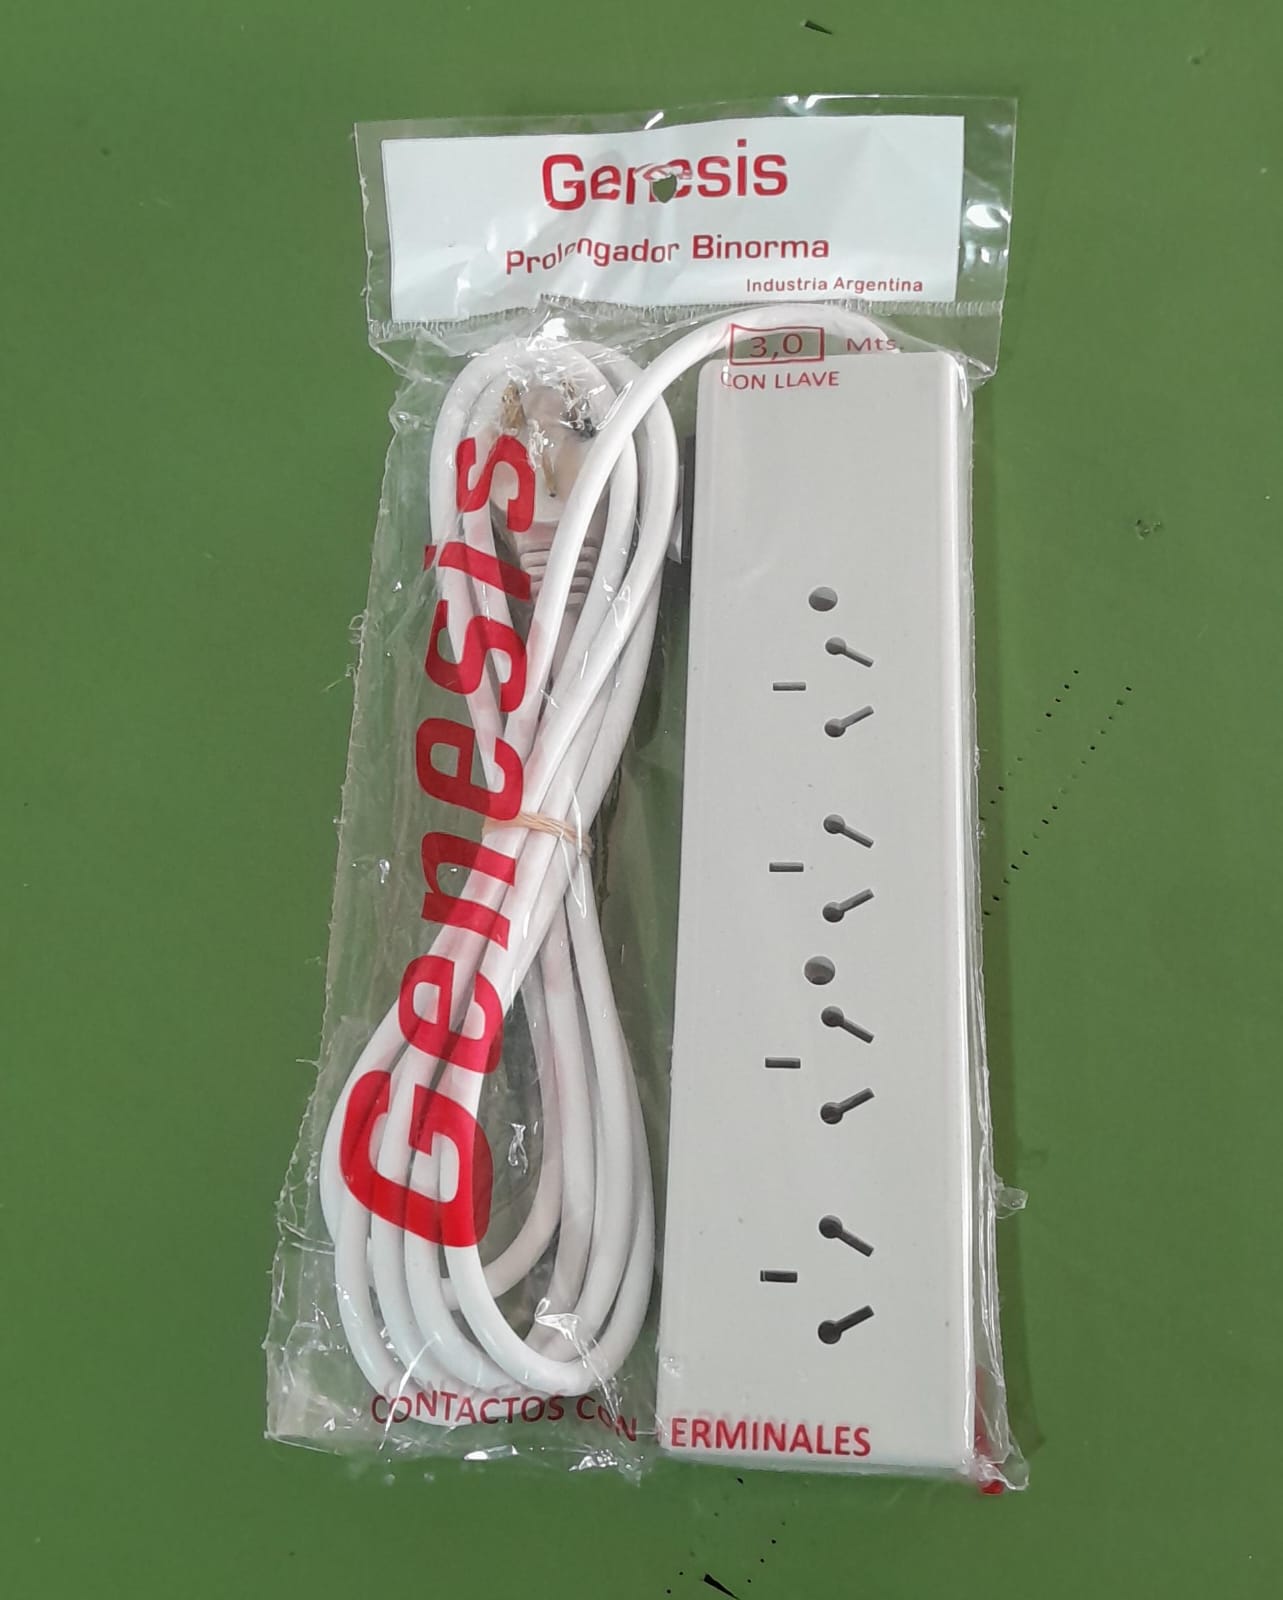 Genesis
Prolongador Binorma
Industria Argentina
3,0 Mts.
CON LLAVE
Genesis
CONTACTOS CON TERMINALES